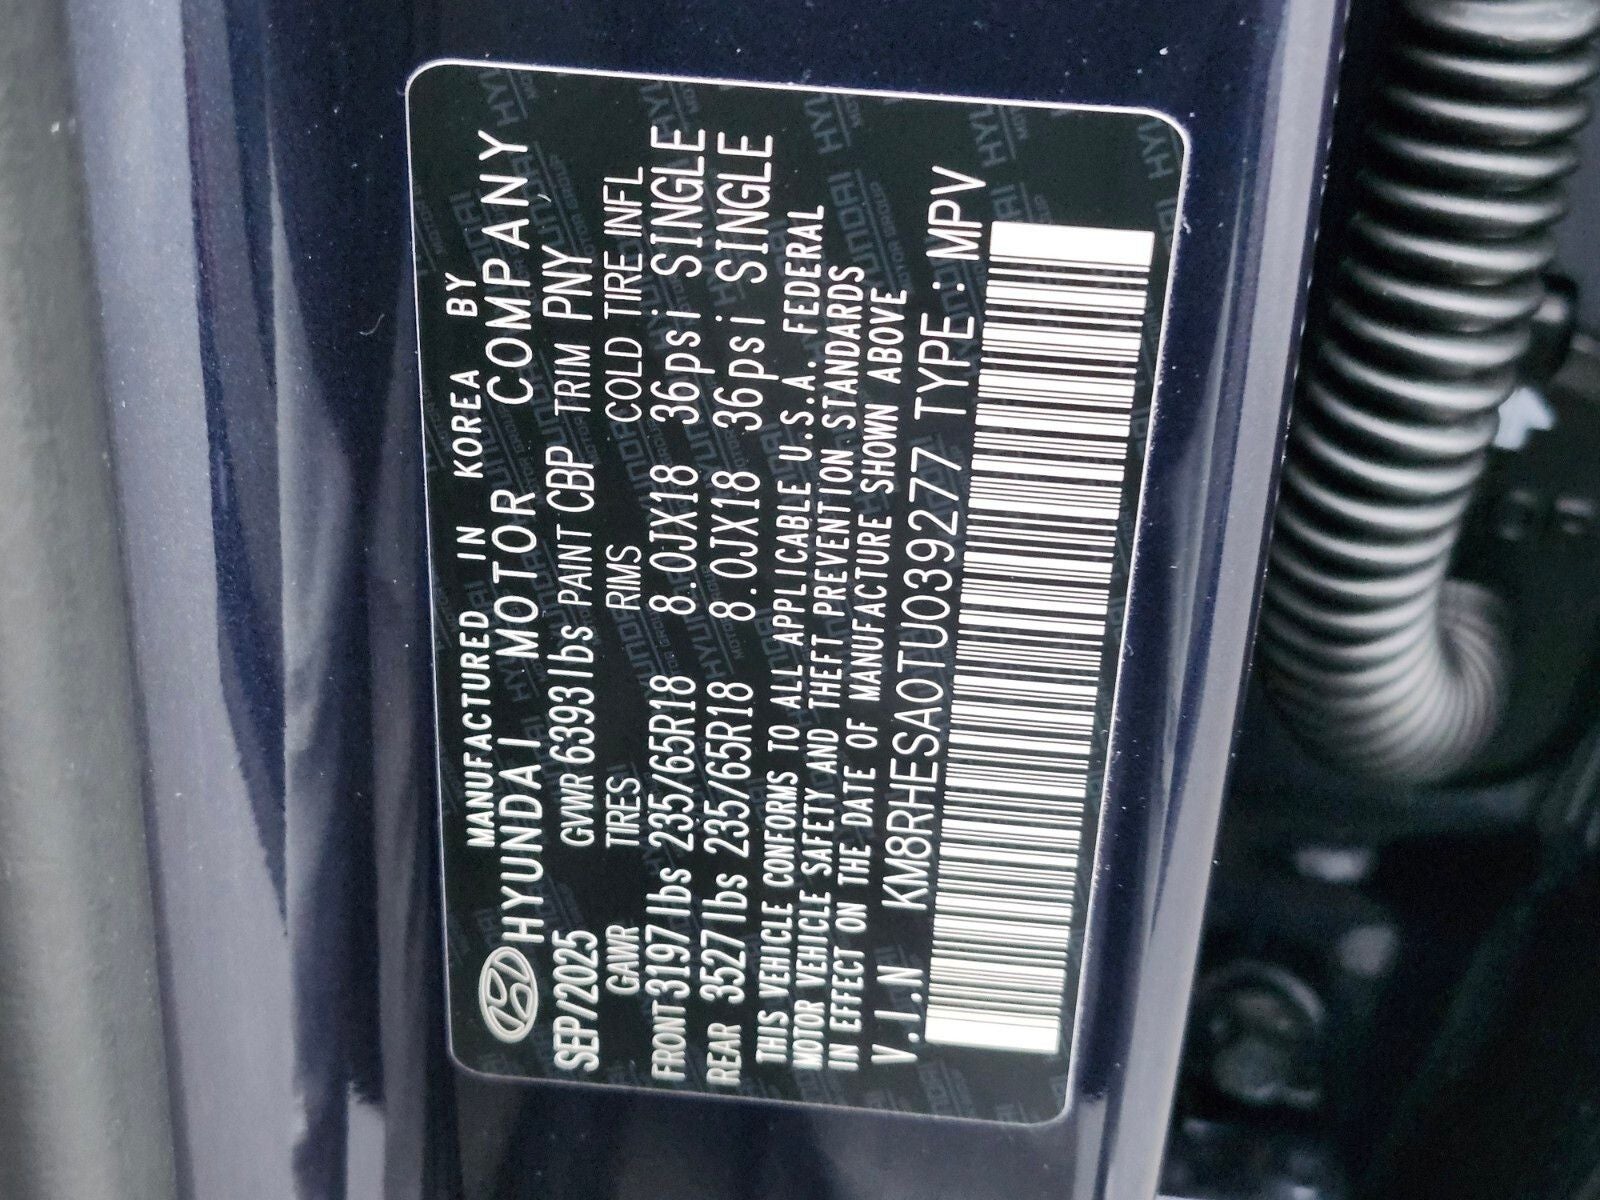 MANUFACTURED IN KOREA BY
HYUNDAI MOTOR COMPANY
SEP/2025 GVWR 6393lbs PAINT CBP TRIM PNY
GAWR TIRES RIMS COLD TIRE INFL
FRONT 3197lbs 235/65R18 8.0JX18 36psi SINGLE
REAR 3527lbs 235/65R18 8.0JX18 36psi SINGLE
THIS VEHICLE CONFORMS TO ALL APPLICABLE U.S.A. FEDERAL
MOTOR VEHICLE SAFETY AND THEFT PREVENTION STANDARDS
IN EFFECT ON THE DATE OF MANUFACTURE SHOWN ABOVE
V.I.N KM8RHESA0TU039277 TYPE : MPV